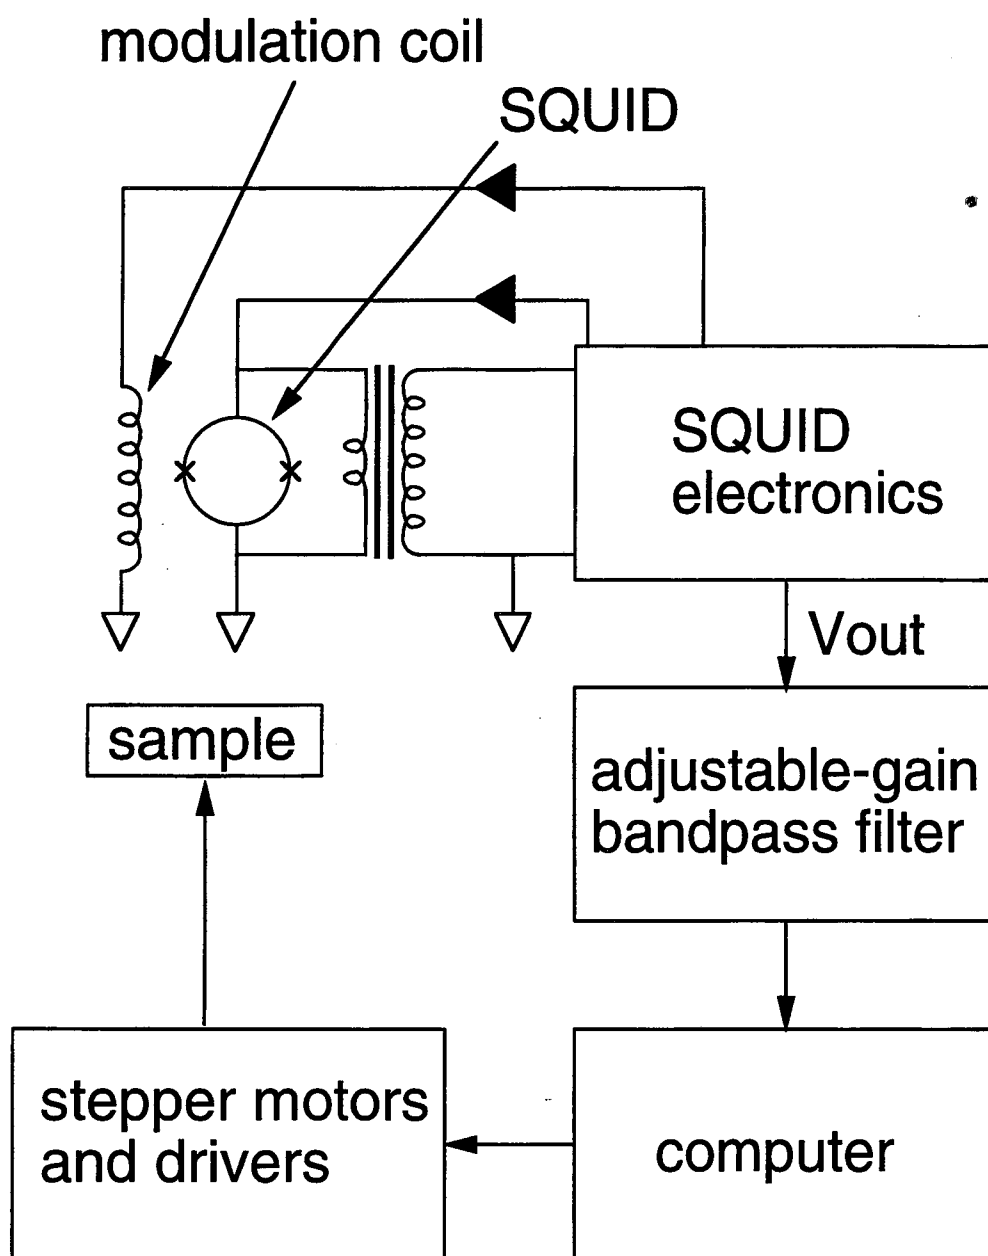 modulation coil
SQUID
SQUID
electronics
Vout
sample
adjustable-gain
bandpass filter
stepper motors
and drivers
computer